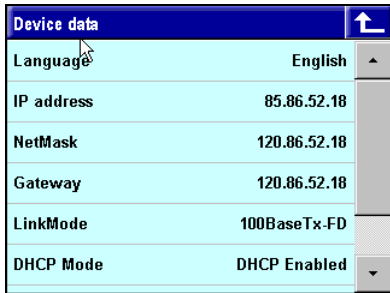 Device data
Language English
IP address 85.86.52.18
NetMask 120.86.52.18
Gateway 120.86.52.18
LinkMode 100BaseTx-FD
DHCP Mode DHCP Enabled